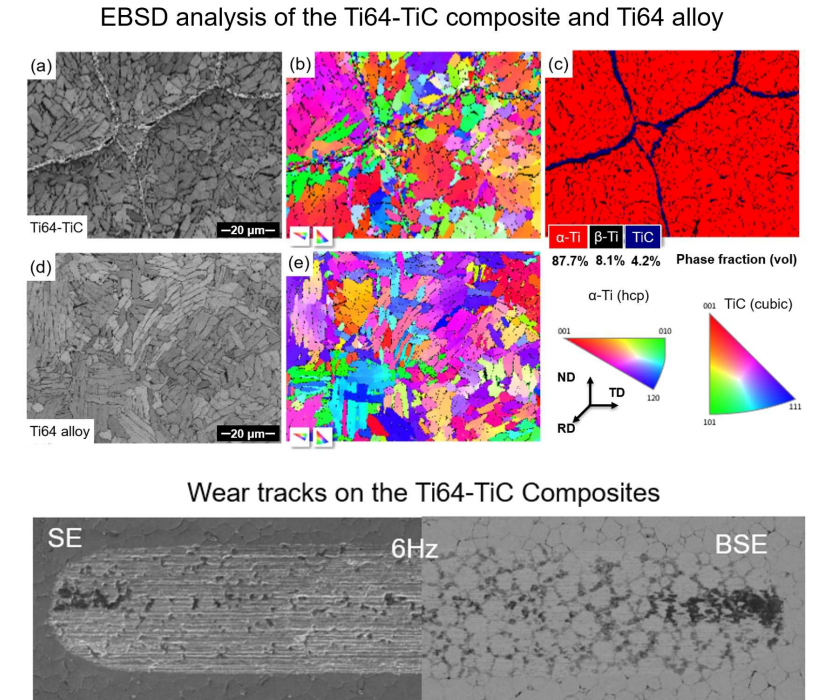 EBSD analysis of the Ti64-TiC composite and Ti64 alloy
(a)
(b)
(c)
Ti64-TiC
20 µm
α-Ti β-Ti TiC
87.7% 8.1% 4.2% Phase fraction (vol)
(d)
(e)
Ti64 alloy
20 µm
α-Ti (hcp)
001
010
120
ND
TD
RD
TiC (cubic)
001
101
111
Wear tracks on the Ti64-TiC Composites
SE
6Hz
BSE